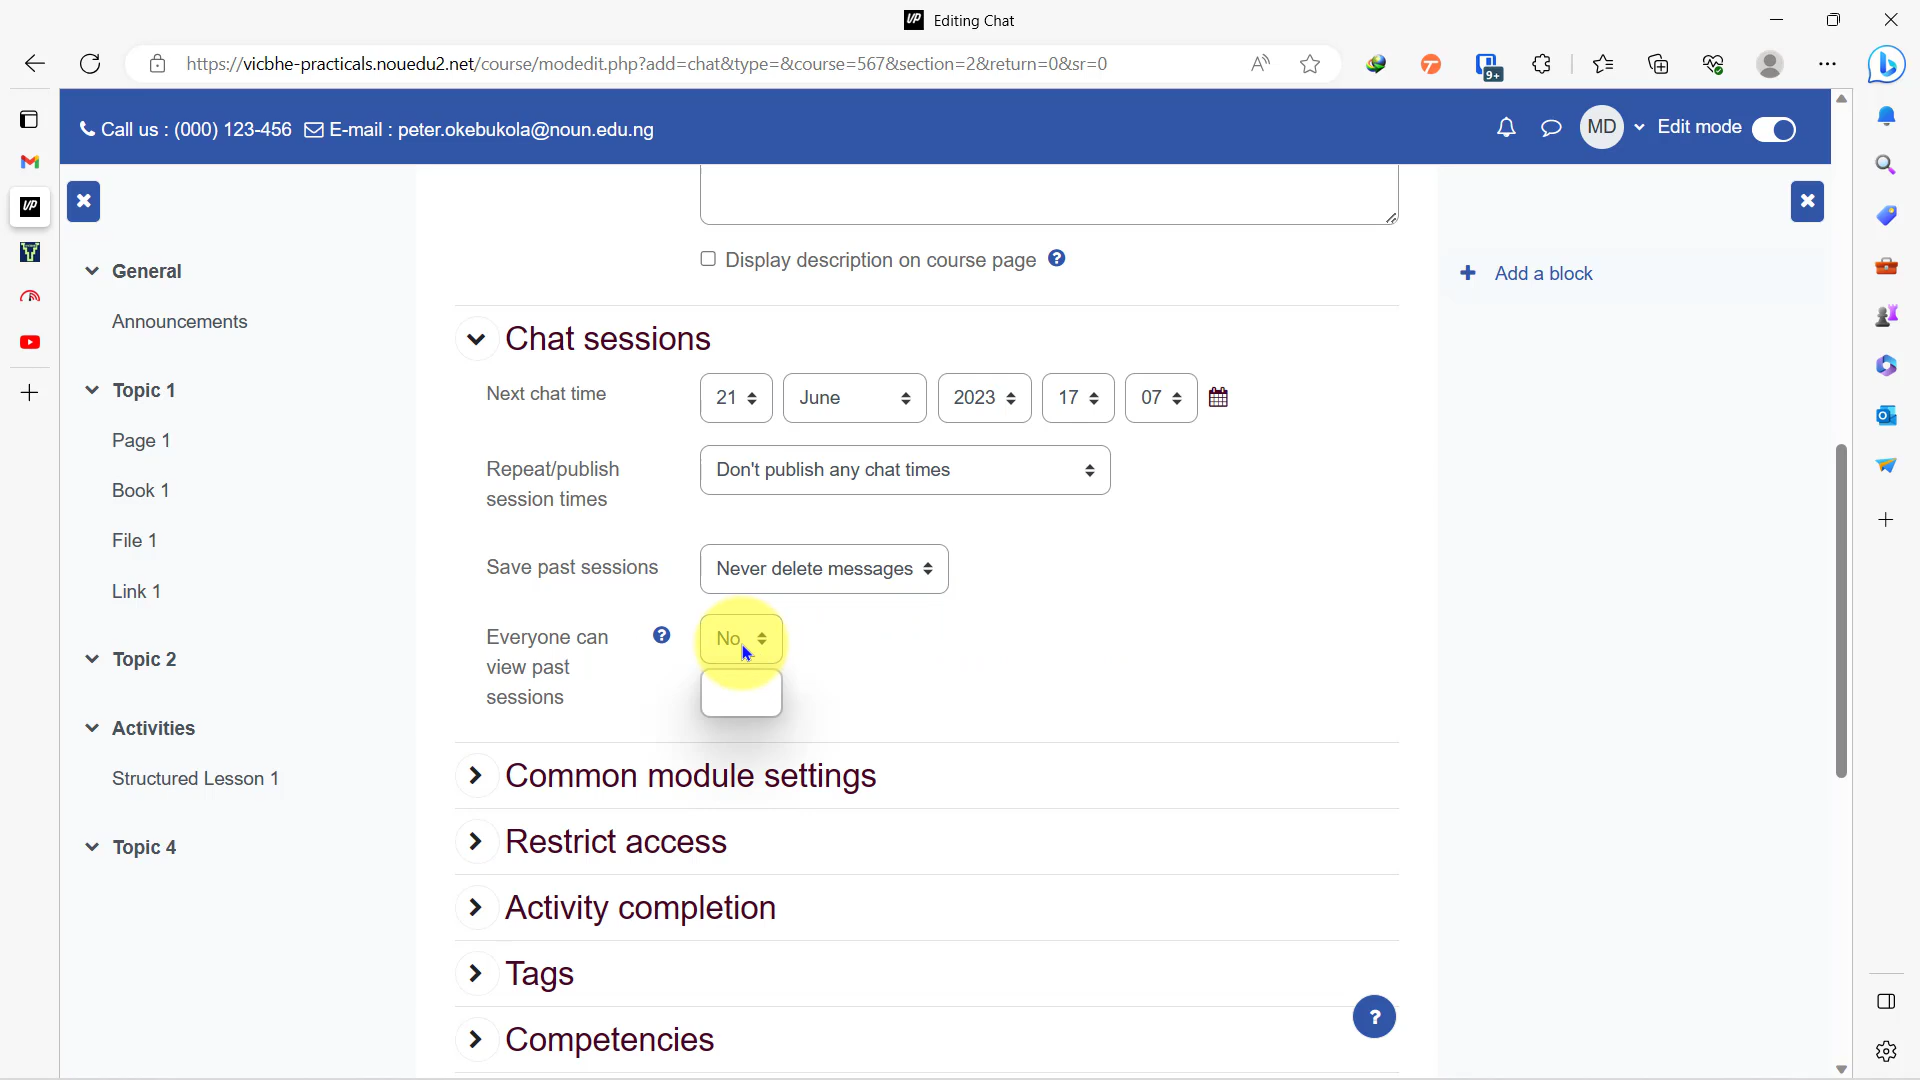 Editing Chat
https://vicbhe-practicals.nouedu2.net/course/modedit.php?add=chat&type=&course=567&section=2&return=0&sr=0
9+
Call us : (000) 123-456 E-mail : peter.okebukola@noun.edu.ng
MD
Edit mode
General
Announcements
Topic 1
Page 1
Book 1
File 1
Link 1
Topic 2
Activities
Structured Lesson 1
Topic 4
Display description on course page
Chat sessions
Next chat time
21 June 2023 17 07
Repeat/publish
session times
Don't publish any chat times
Save past sessions
Never delete messages
Everyone can
view past
sessions
No
Common module settings
Restrict access
Activity completion
Tags
Competencies
Add a block